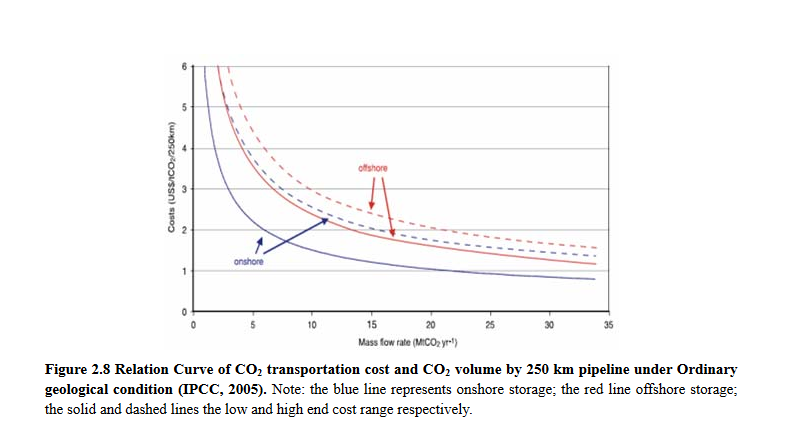 6
5
4
3
2
1
0
Costs (US$/tCO₂/250km)
offshore
onshore
0 5 10 15 20 25 30 35
Mass flow rate (MtCO₂ yr⁻¹)
Figure 2.8 Relation Curve of CO₂ transportation cost and CO₂ volume by 250 km pipeline under Ordinary
geological condition (IPCC, 2005). Note: the blue line represents onshore storage; the red line offshore storage;
the solid and dashed lines the low and high end cost range respectively.